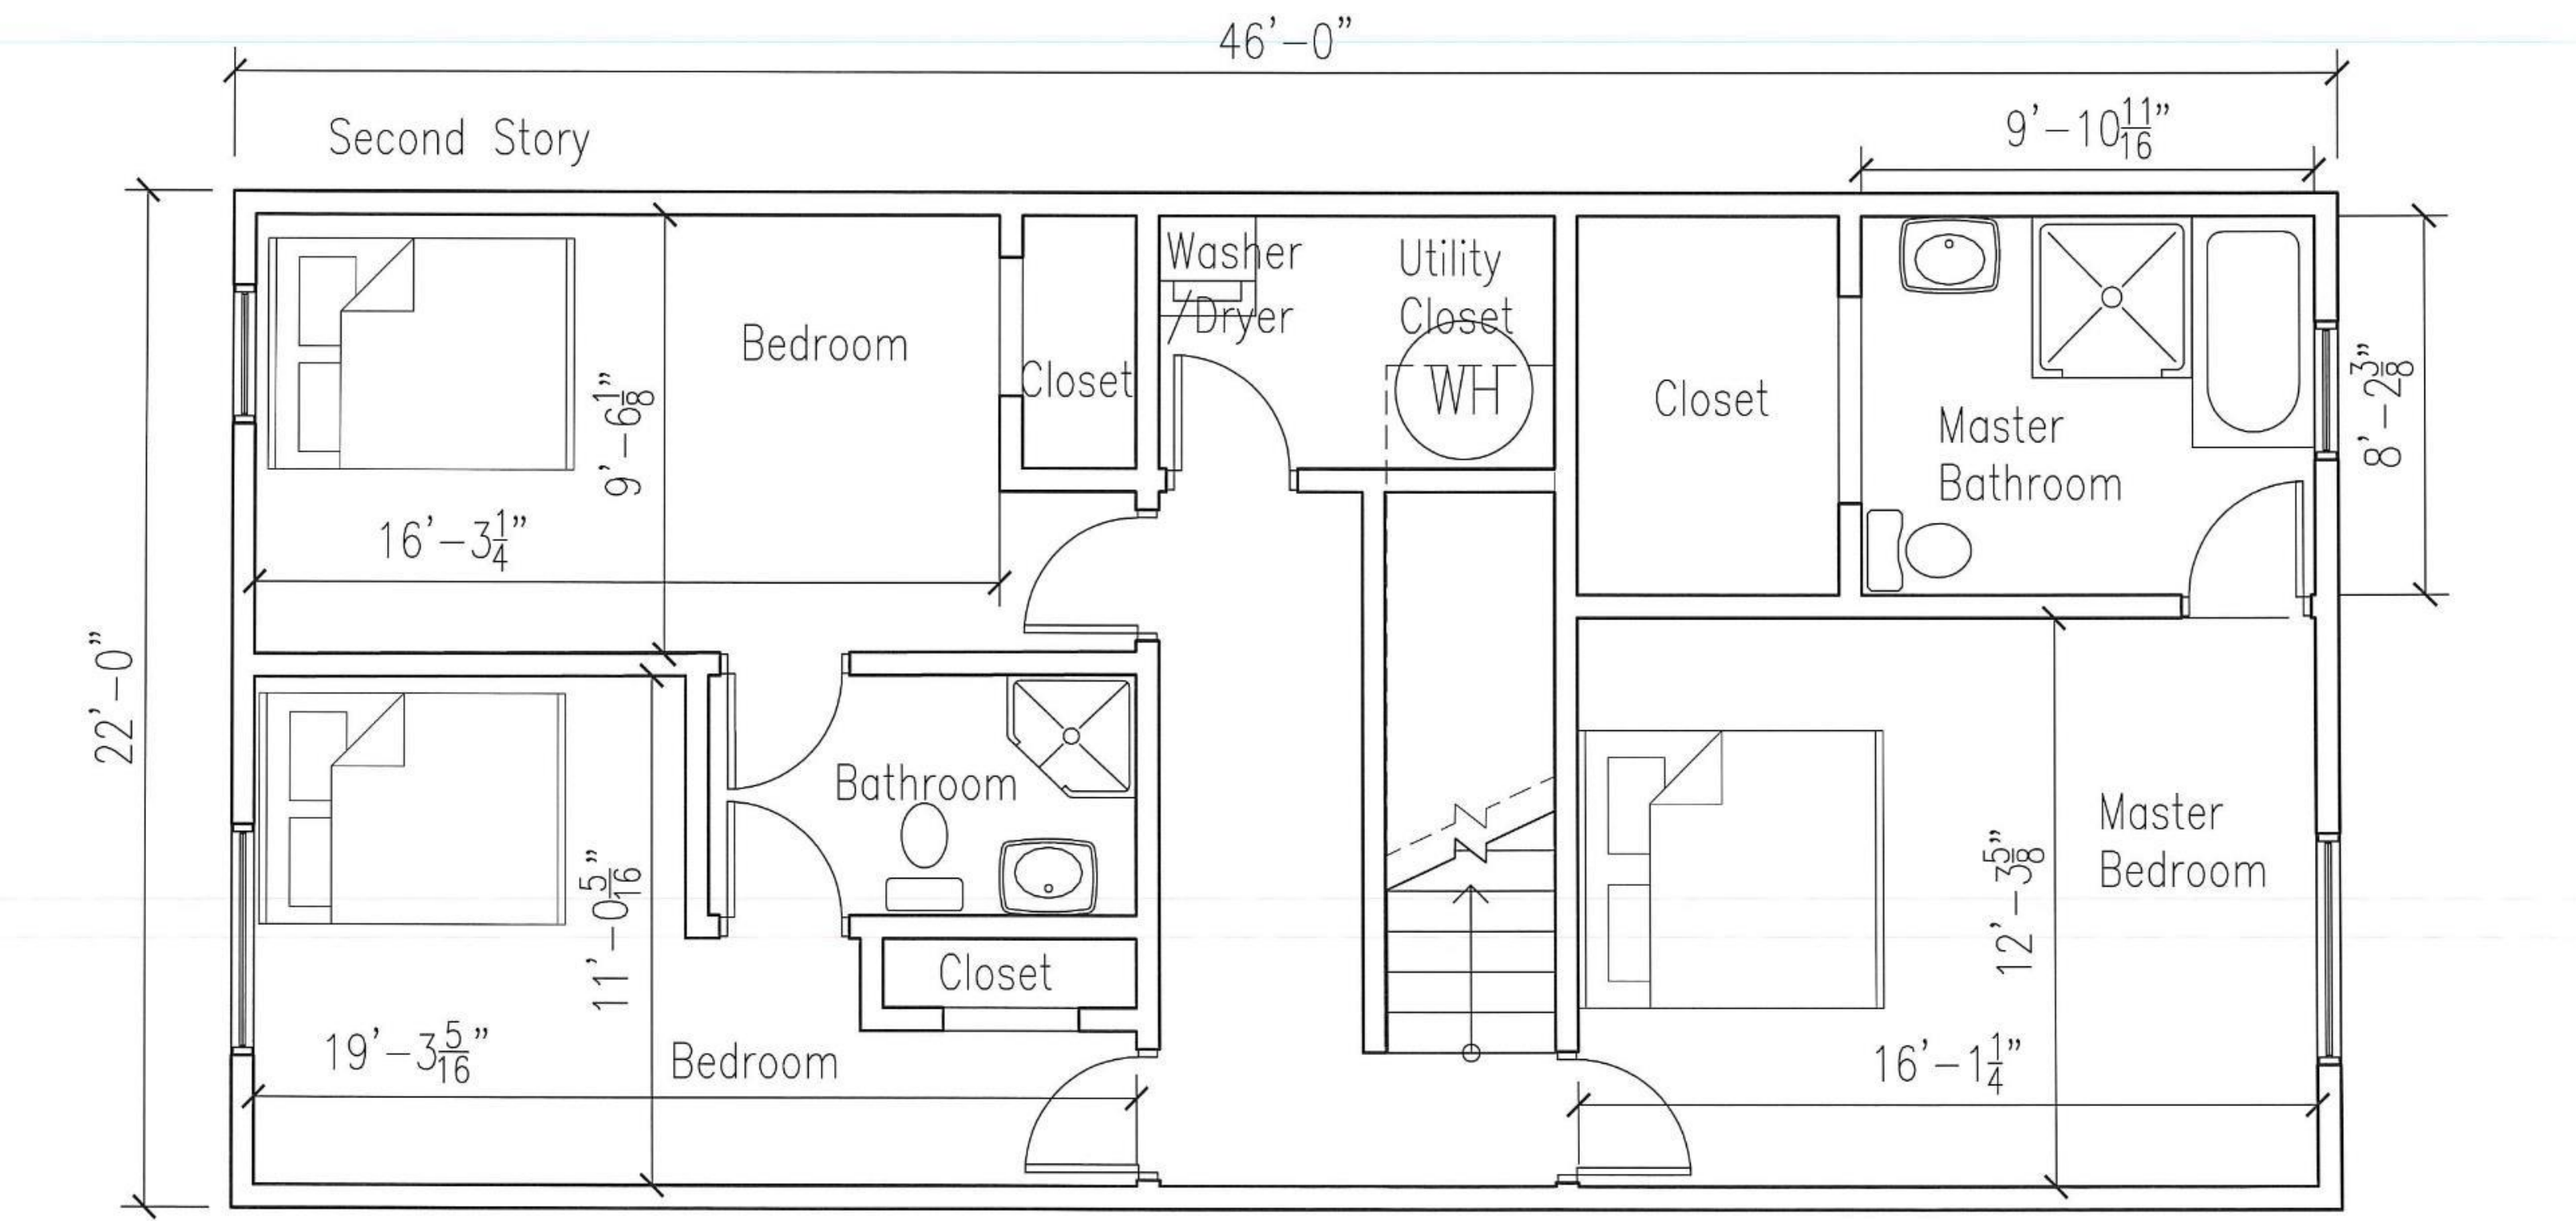 46'-0"
9'-10 11/16"
Second Story
Washer
/Dryer
Utility
Closet
WH
Bedroom
Closet
Closet
Master
Bathroom
9'-6 1/8"
8'-2 3/8"
16'-3 1/4"
22'-0"
Bathroom
Master
Bedroom
11'-0 5/16"
12'-3 5/8"
Closet
19'-3 5/16"
Bedroom
16'-1 1/4"